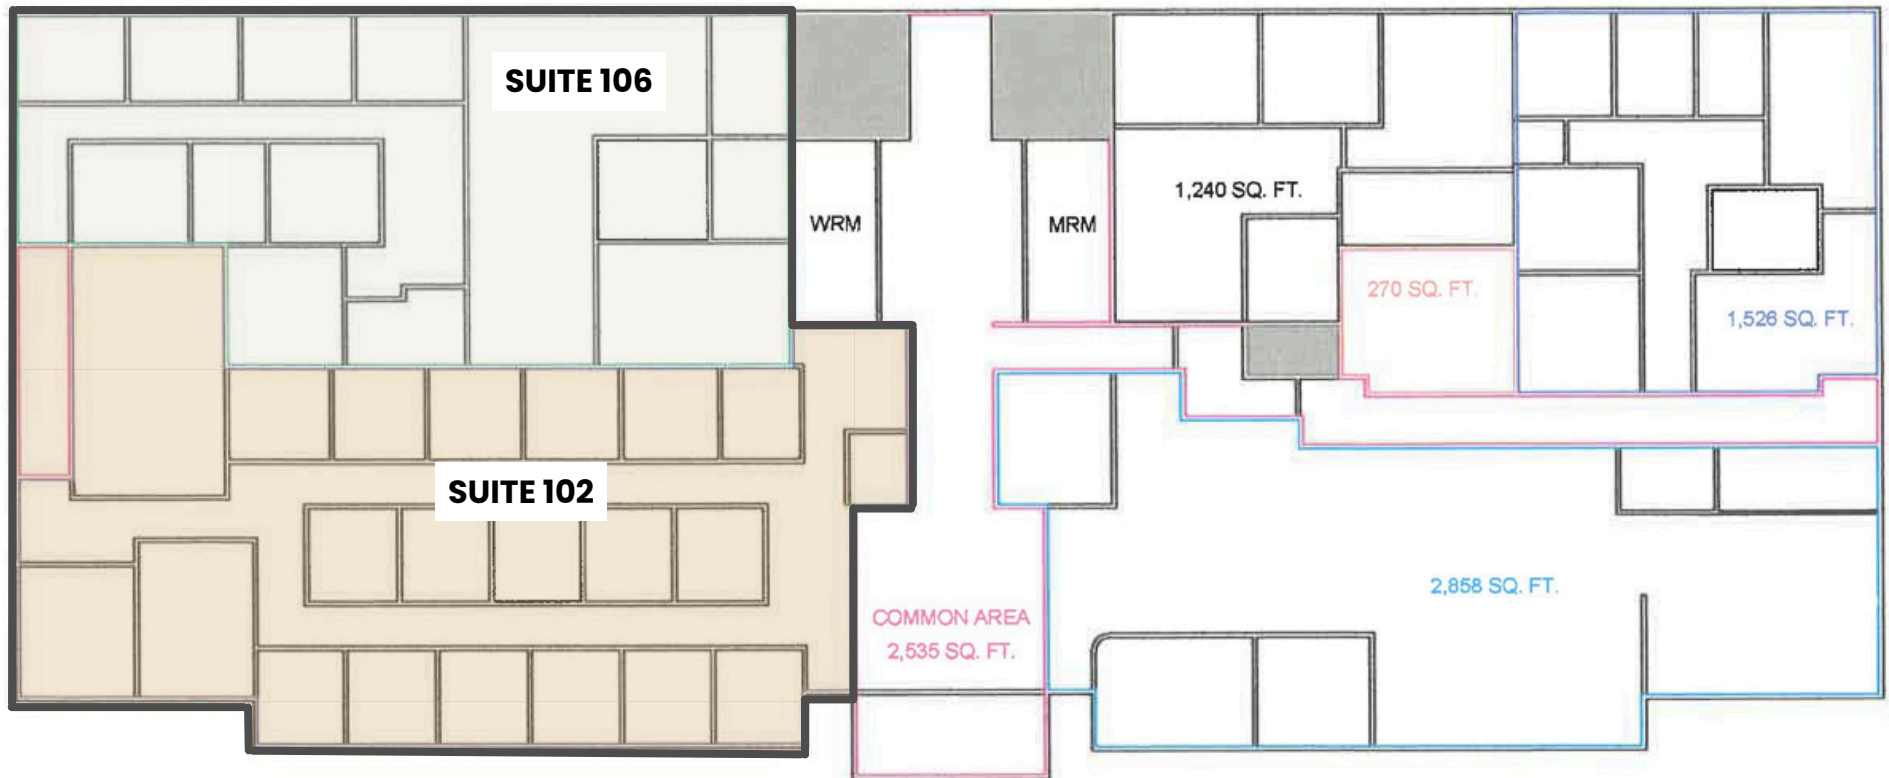 SUITE 106
1,240 SQ. FT.
WRM
MRM
270 SQ. FT.
1,526 SQ. FT.
SUITE 102
2,858 SQ. FT.
COMMON AREA
2,535 SQ. FT.